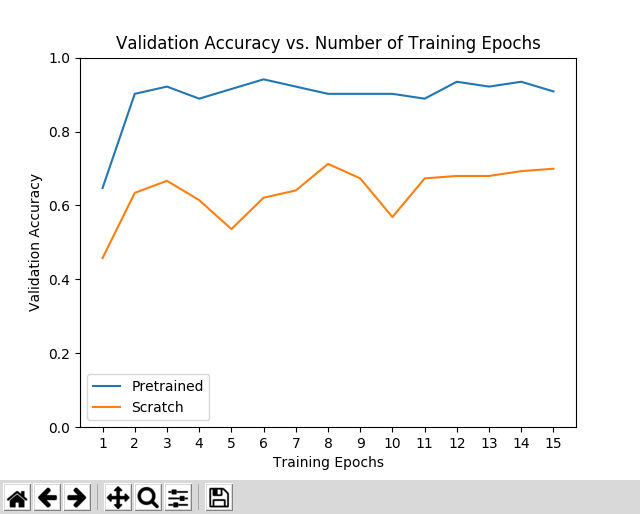 Validation Accuracy vs. Number of Training Epochs
1.0
0.8
0.6
0.4
0.2
0.0
Validation Accuracy
Pretrained
Scratch
1 2 3 4 5 6 7 8 9 10 11 12 13 14 15
Training Epochs